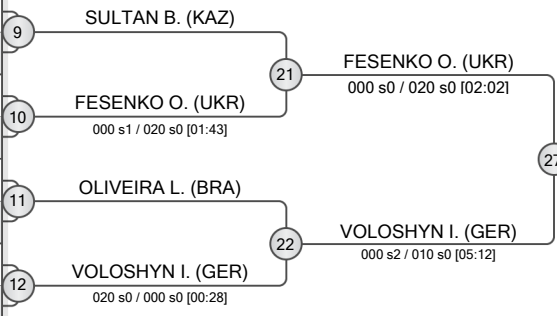 9
SULTAN B. (KAZ)
21
FESENKO O. (UKR)
000 s0 / 020 s0 [02:02]
10
FESENKO O. (UKR)
000 s1 / 020 s0 [01:43]
27
11
OLIVEIRA L. (BRA)
22
VOLOSHYN I. (GER)
000 s2 / 010 s0 [05:12]
12
VOLOSHYN I. (GER)
020 s0 / 000 s0 [00:28]